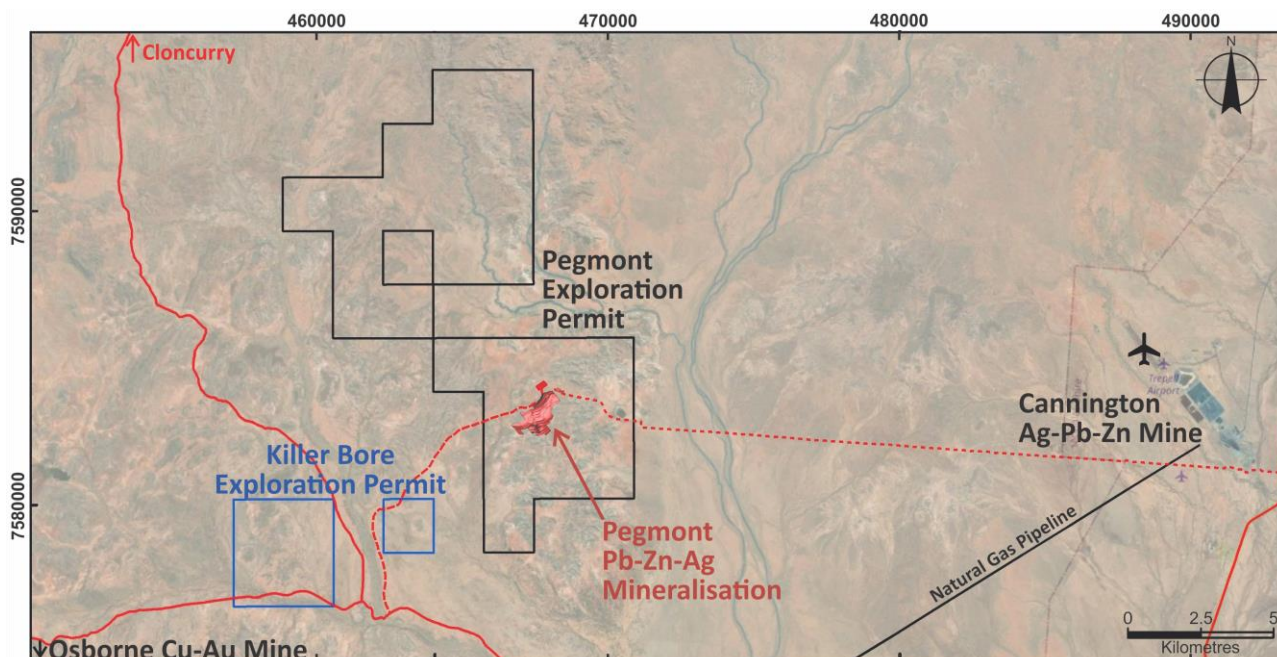 460000
470000
480000
490000
Cloncurry
N
7590000
Pegmont
Exploration
Permit
Airport
Cannington
Ag-Pb-Zn Mine
Killer Bore
Exploration Permit
7580000
Pegmont
Pb-Zn-Ag
Mineralisation
Natural Gas Pipeline
0
2.5
5
Kilometres
Osborne Cu-Au Mine